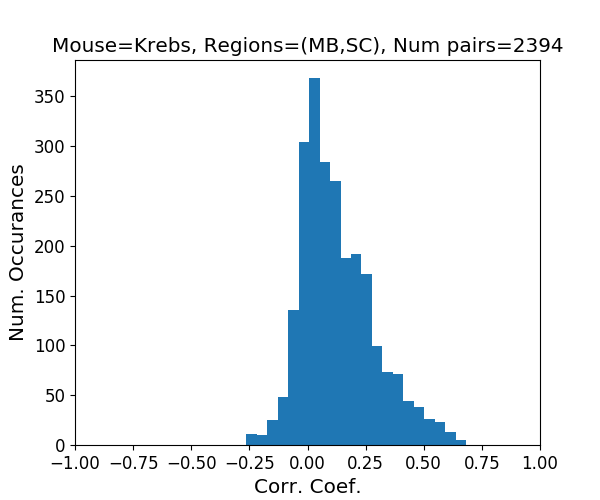 Mouse=Krebs, Regions=(MB,SC), Num pairs=2394
350
300
250
200
150
100
50
0
Num. Occurances
−1.00 −0.75 −0.50 −0.25 0.00 0.25 0.50 0.75 1.00
Corr. Coef.